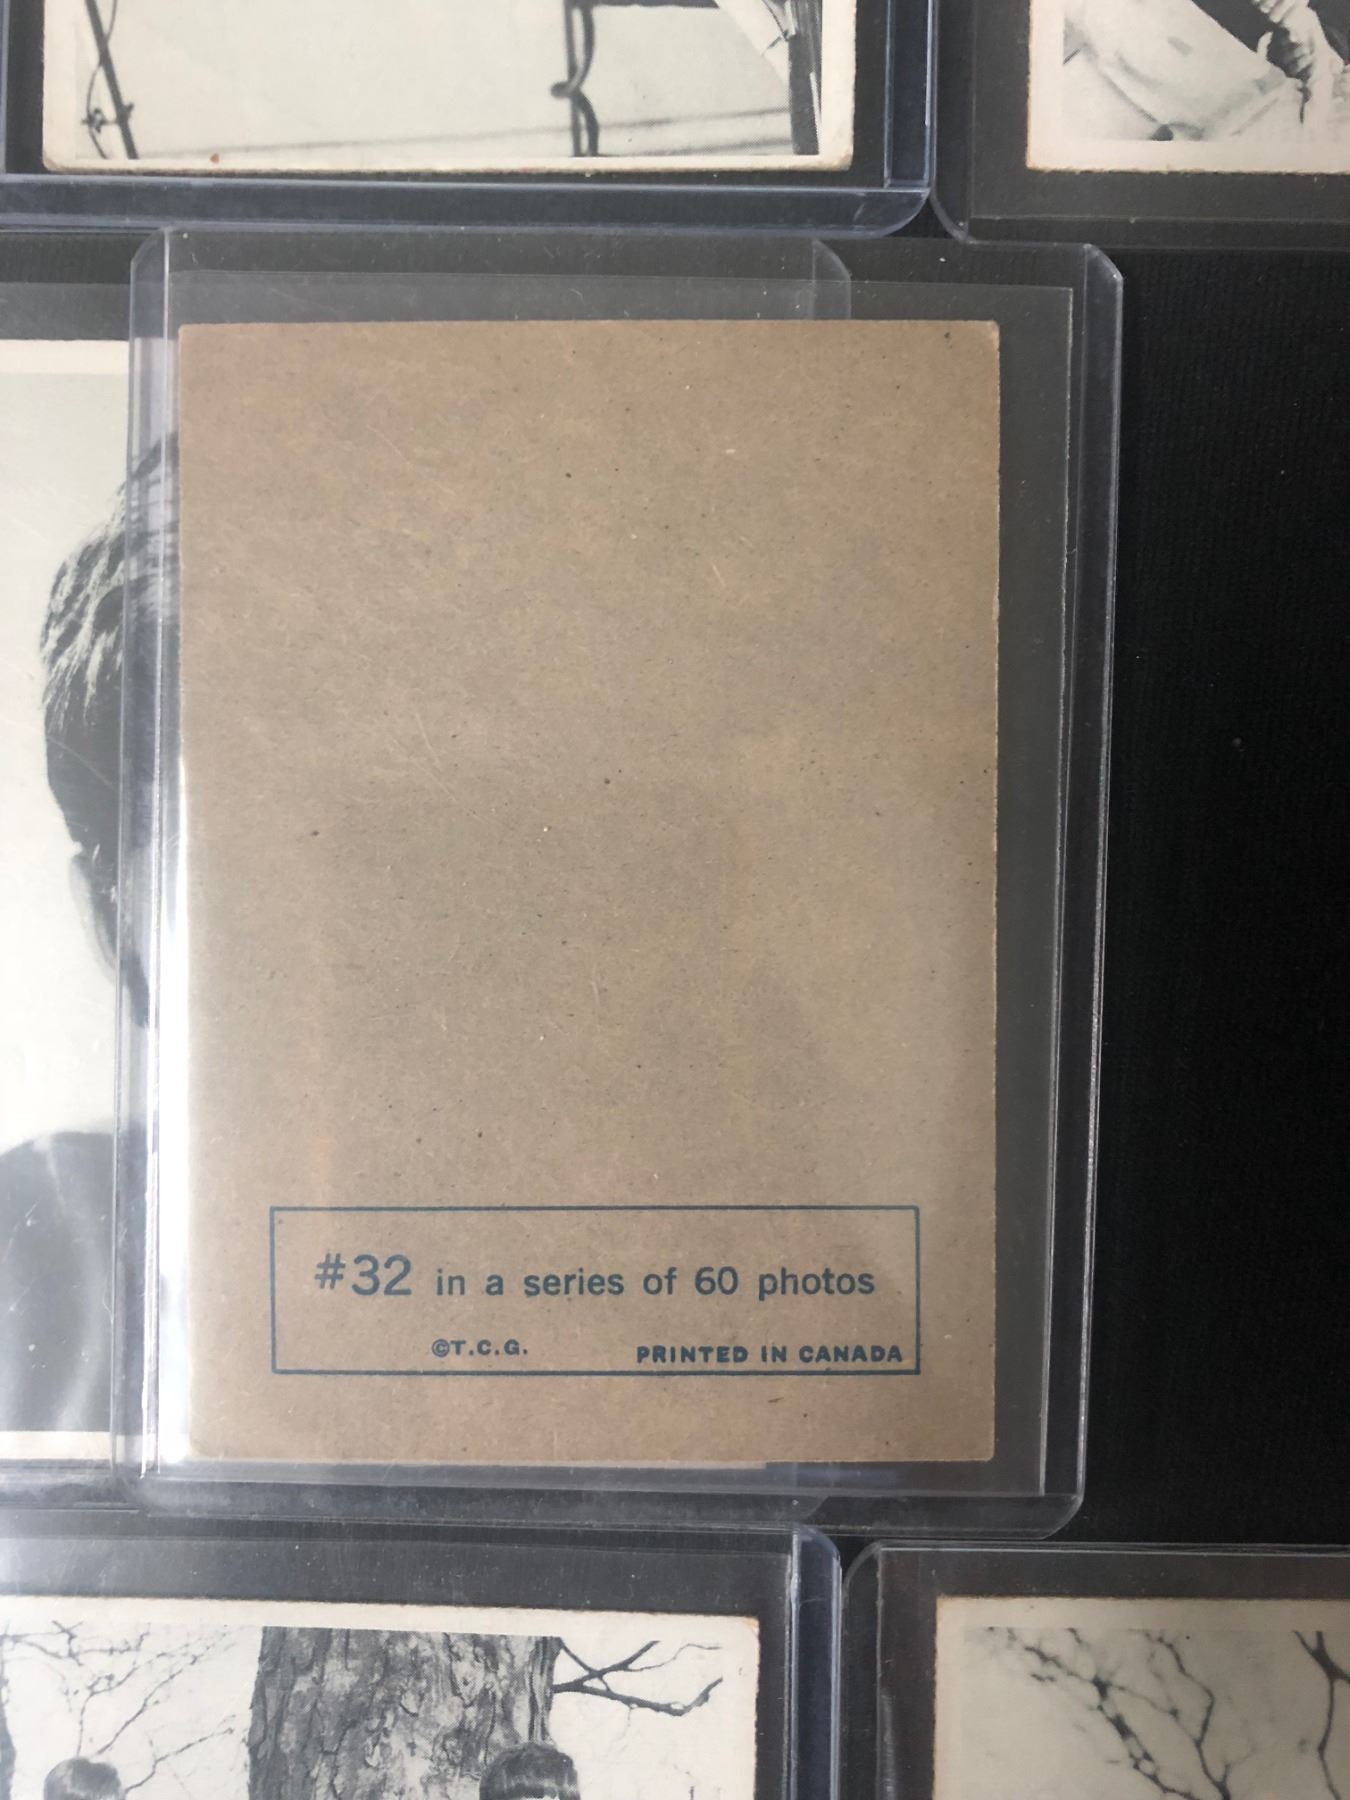 #32 in a series of 60 photos
©T.C.G. PRINTED IN CANADA